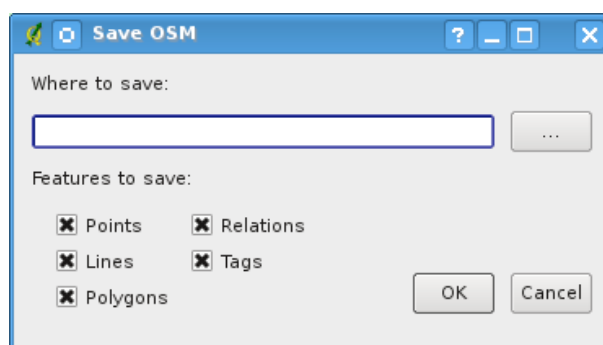 Save OSM
?
Where to save:
...
Features to save:
Points Relations
Lines Tags
Polygons
OK Cancel